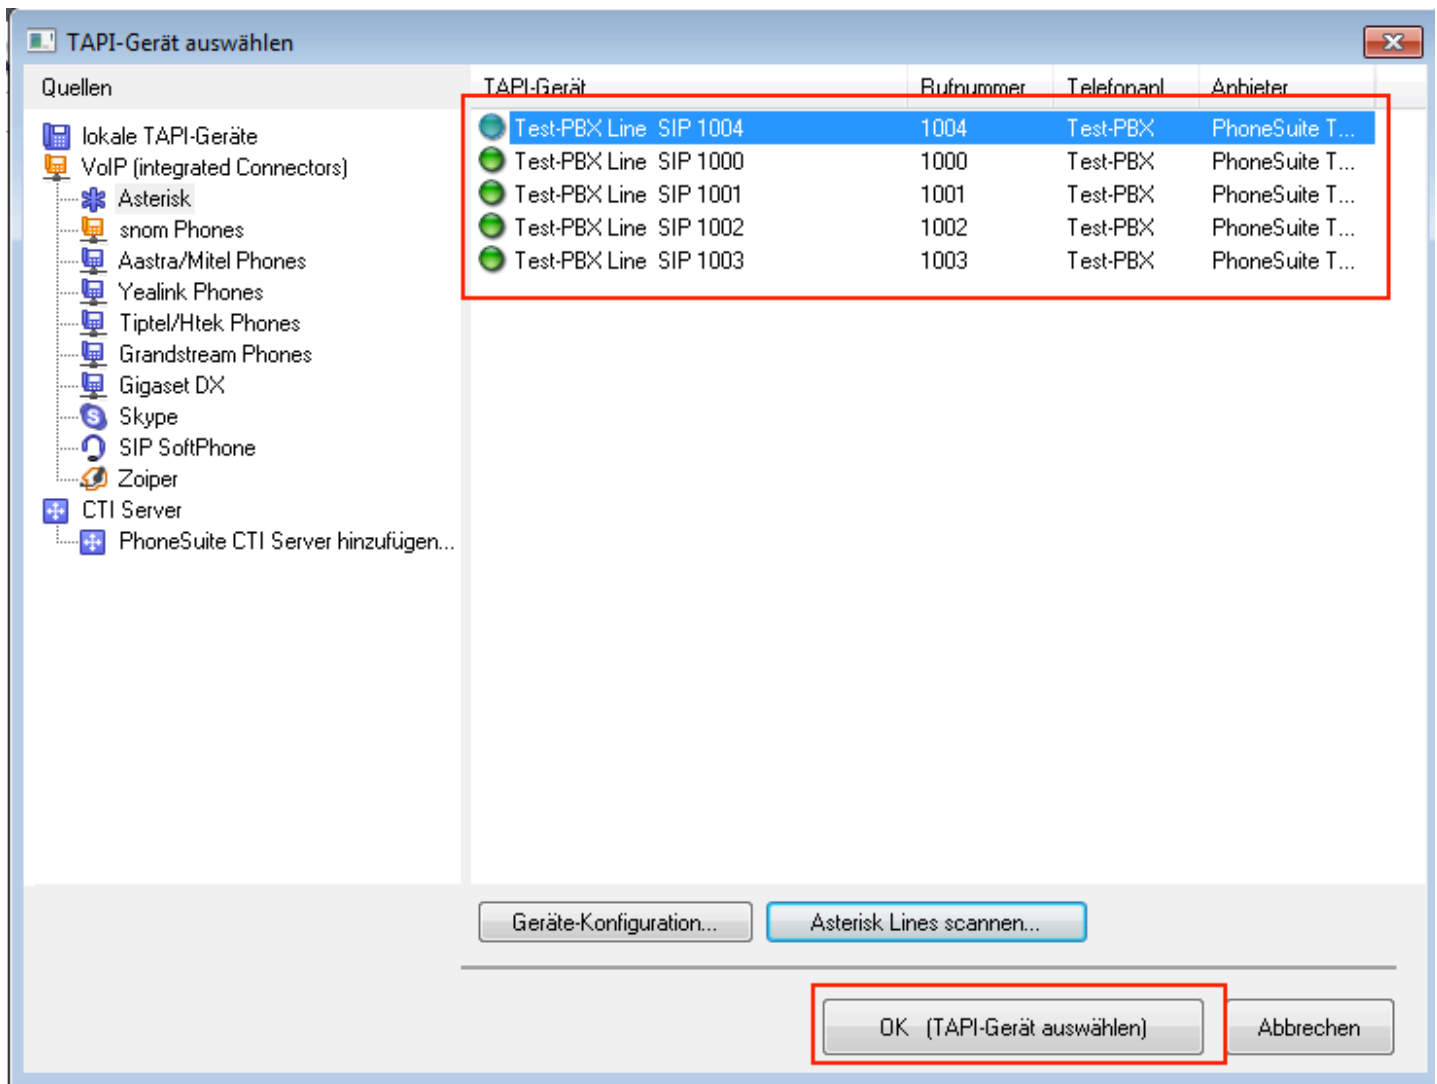 TAPI-Gerät auswählen
Quellen
TAPI-Gerät Rufnummer Telefonanl Anbieter
lokale TAPI-Geräte
VoIP (integrated Connectors)
Asterisk
snom Phones
Aastra/Mitel Phones
Yealink Phones
Tiptel/Htek Phones
Grandstream Phones
Gigaset DX
Skype
SIP SoftPhone
Zoiper
CTI Server
PhoneSuite CTI Server hinzufügen...
Test-PBX Line SIP 1004 1004 Test-PBX PhoneSuite T...
Test-PBX Line SIP 1000 1000 Test-PBX PhoneSuite T...
Test-PBX Line SIP 1001 1001 Test-PBX PhoneSuite T...
Test-PBX Line SIP 1002 1002 Test-PBX PhoneSuite T...
Test-PBX Line SIP 1003 1003 Test-PBX PhoneSuite T...
Geräte-Konfiguration... Asterisk Lines scannen...
OK (TAPI-Gerät auswählen) Abbrechen